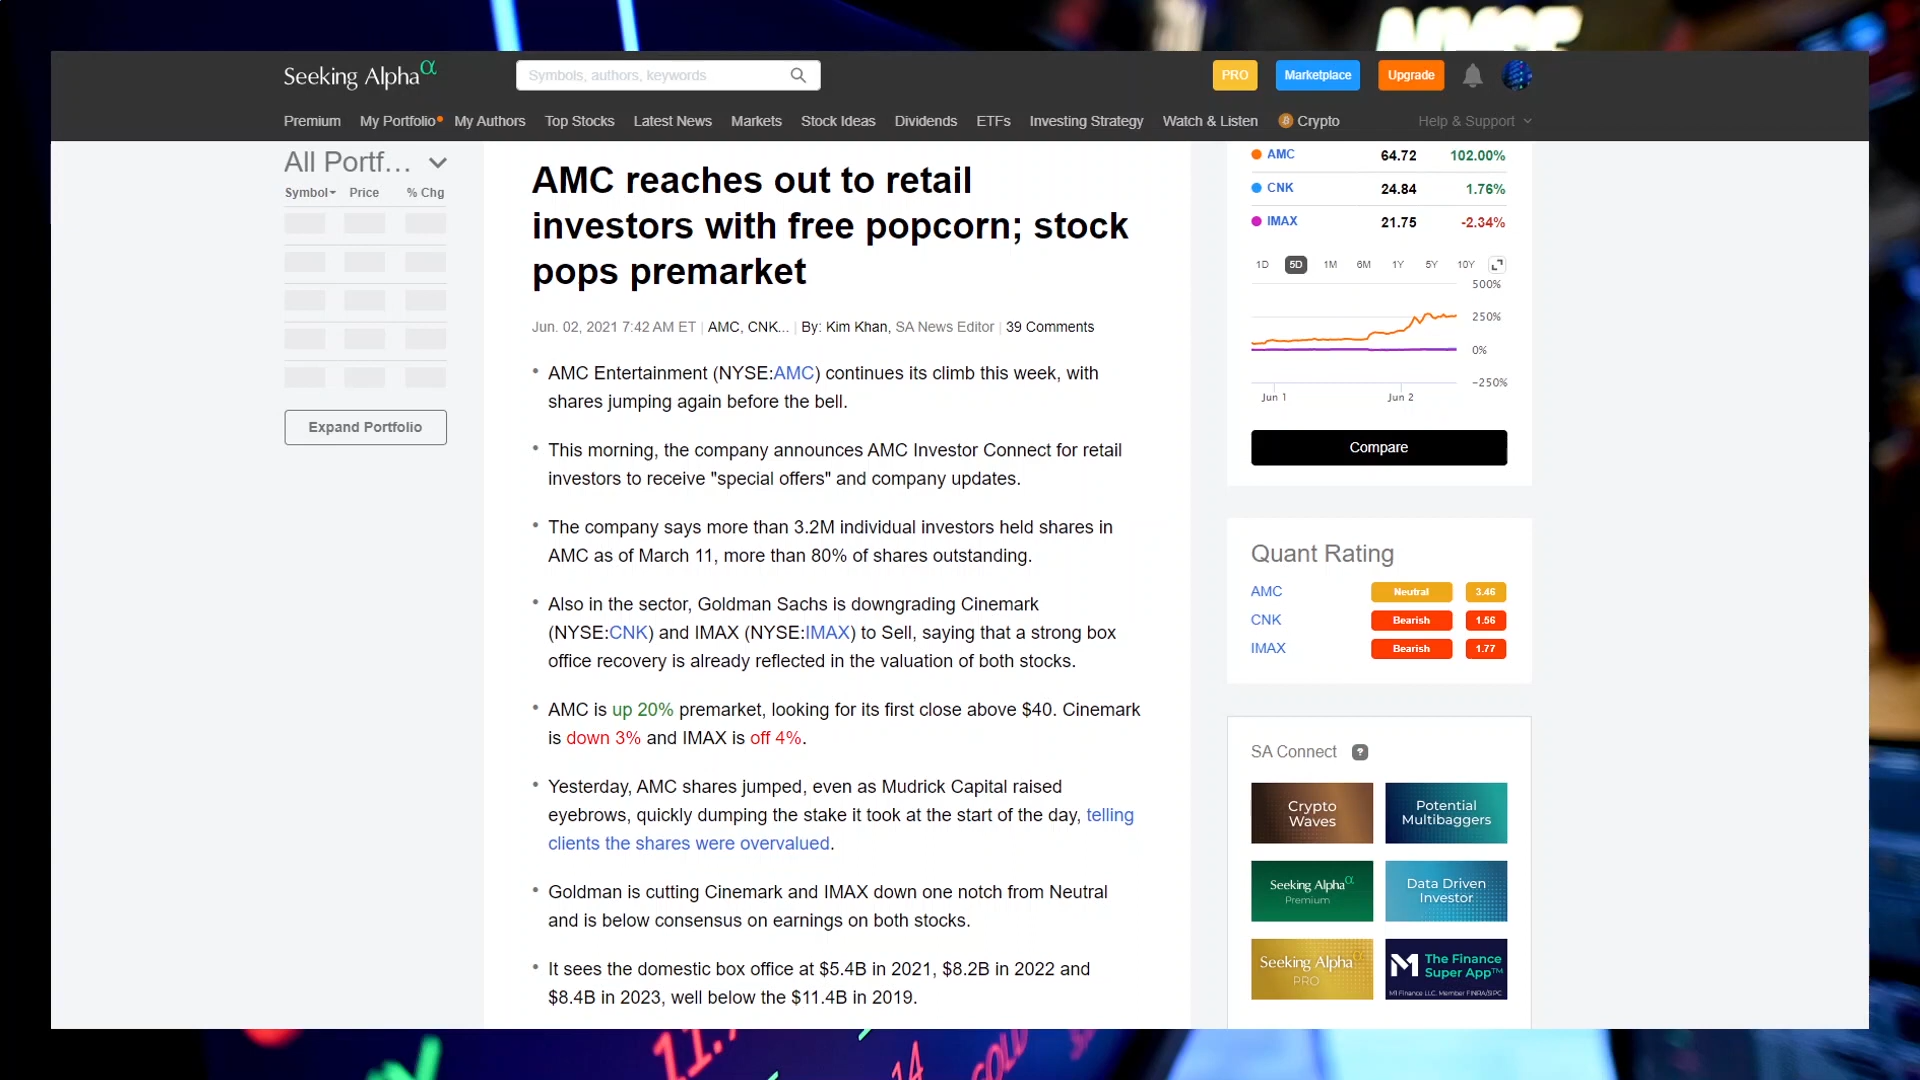 Seeking Alpha α
Symbols, authors, keywords
PRO
Marketplace
Upgrade
Premium
My Portfolio
My Authors
Top Stocks
Latest News
Markets
Stock Ideas
Dividends
ETFs
Investing Strategy
Watch & Listen
Crypto
Help & Support
All Portf...
Symbol Price % Chg
Expand Portfolio
AMC reaches out to retail
investors with free popcorn; stock
pops premarket
Jun. 02, 2021 7:42 AM ET | AMC, CNK... | By: Kim Khan, SA News Editor | 39 Comments
• AMC Entertainment (NYSE:AMC) continues its climb this week, with
shares jumping again before the bell.
• This morning, the company announces AMC Investor Connect for retail
investors to receive "special offers" and company updates.
• The company says more than 3.2M individual investors held shares in
AMC as of March 11, more than 80% of shares outstanding.
• Also in the sector, Goldman Sachs is downgrading Cinemark
(NYSE:CNK) and IMAX (NYSE:IMAX) to Sell, saying that a strong box
office recovery is already reflected in the valuation of both stocks.
• AMC is up 20% premarket, looking for its first close above $40. Cinemark
is down 3% and IMAX is off 4%.
• Yesterday, AMC shares jumped, even as Mudrick Capital raised
eyebrows, quickly dumping the stake it took at the start of the day, telling
clients the shares were overvalued.
• Goldman is cutting Cinemark and IMAX down one notch from Neutral
and is below consensus on earnings on both stocks.
• It sees the domestic box office at $5.4B in 2021, $8.2B in 2022 and
$8.4B in 2023, well below the $11.4B in 2019.
AMC 64.72 102.00%
CNK 24.84 1.76%
IMAX 21.75 -2.34%
1D 5D 1M 6M 1Y 5Y 10Y
500%
250%
0%
-250%
Jun 1 Jun 2
Compare
Quant Rating
AMC Neutral 3.46
CNK Bearish 1.56
IMAX Bearish 1.77
SA Connect ?
Crypto
Waves
Potential
Multibaggers
Seeking Alpha α
Premium
Data Driven
Investor
Seeking Alpha α
PRO
M1 The Finance
Super App™
M1 Finance LLC. Member FINRA/SIPC
14
GOLD